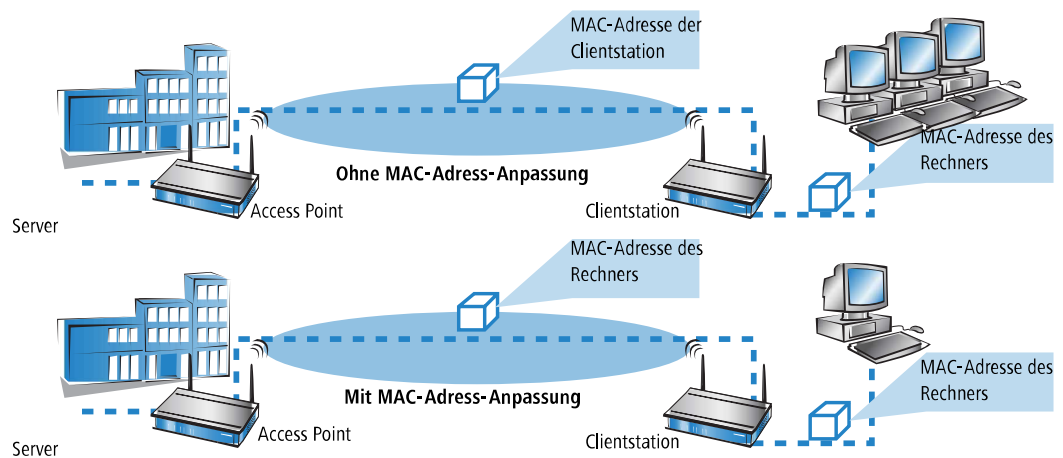 MAC-Adresse der
Clientstation
MAC-Adresse des
Rechners
Ohne MAC-Adress-Anpassung
Access Point
Clientstation
Server
MAC-Adresse des
Rechners
MAC-Adresse des
Rechners
Mit MAC-Adress-Anpassung
Access Point
Clientstation
Server